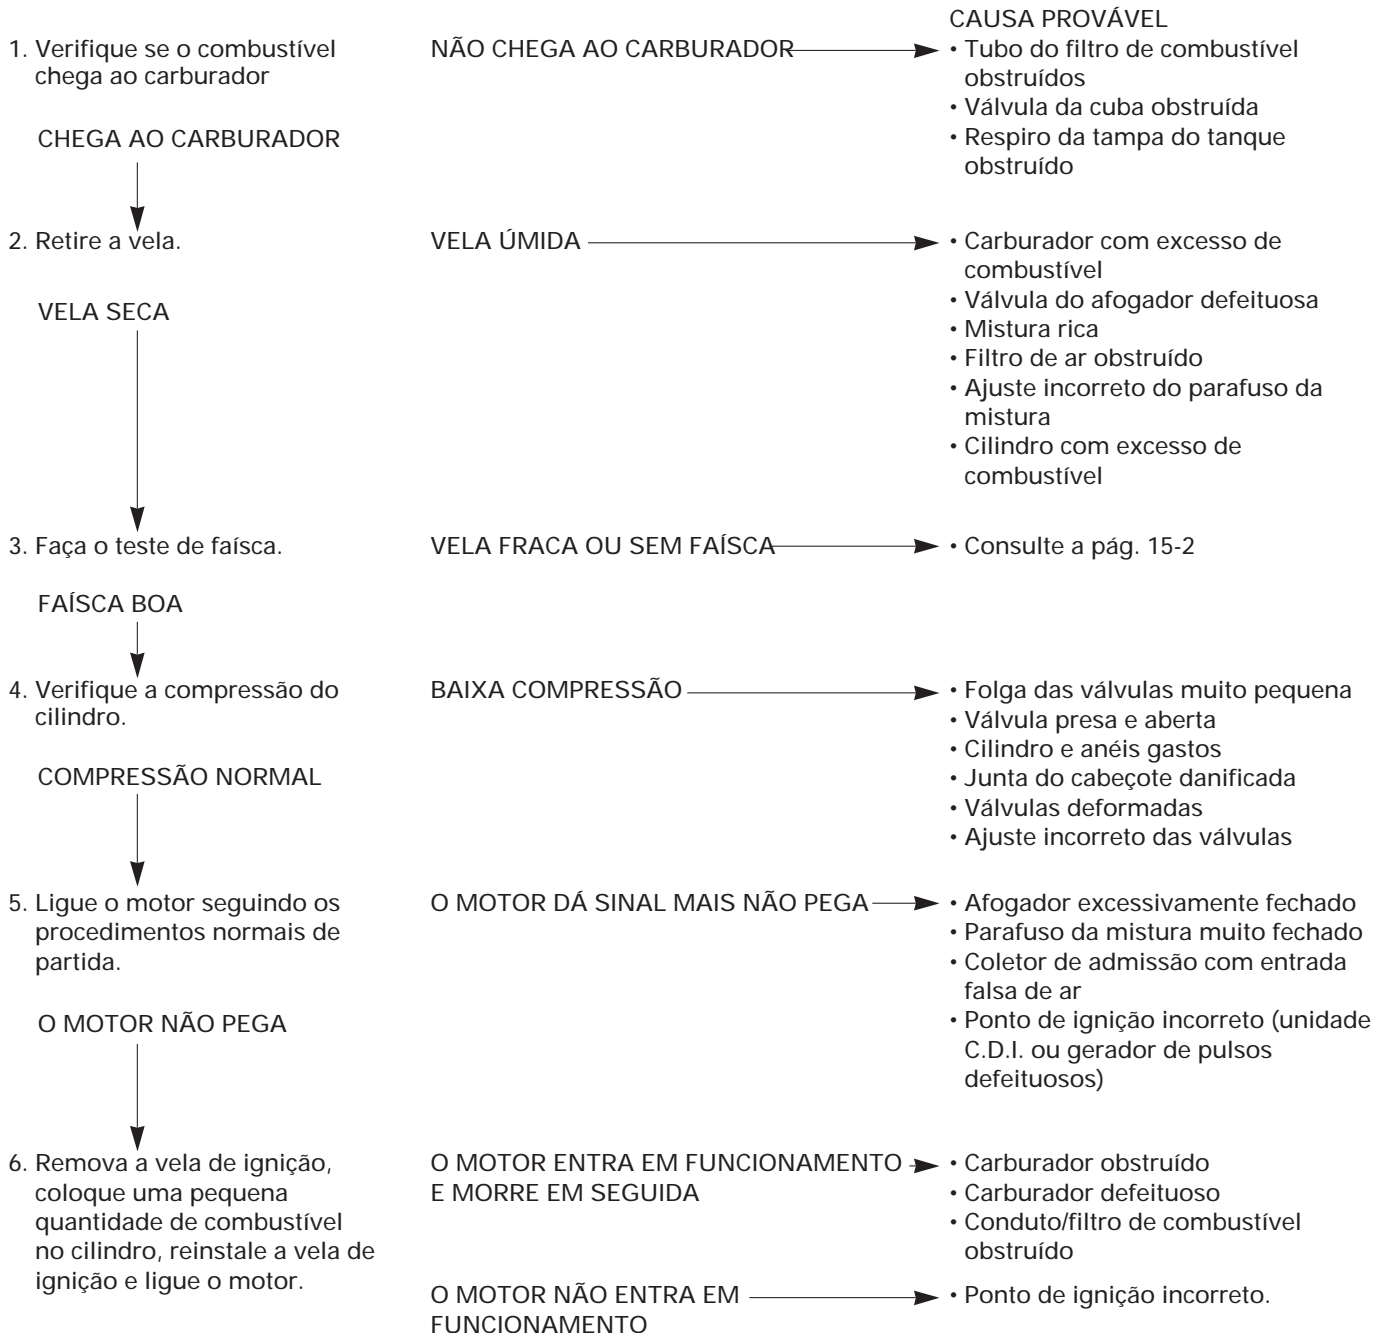 CAUSA PROVÁVEL
1. Verifique se o combustível
chega ao carburador
NÃO CHEGA AO CARBURADOR
• Tubo do filtro de combustível
obstruídos
• Válvula da cuba obstruída
• Respiro da tampa do tanque
obstruído
CHEGA AO CARBURADOR
2. Retire a vela.
VELA ÚMIDA
• Carburador com excesso de
combustível
• Válvula do afogador defeituosa
• Mistura rica
• Filtro de ar obstruído
• Ajuste incorreto do parafuso da
mistura
• Cilindro com excesso de
combustível
VELA SECA
3. Faça o teste de faísca.
VELA FRACA OU SEM FAÍSCA
• Consulte a pág. 15-2
FAÍSCA BOA
4. Verifique a compressão do
cilindro.
BAIXA COMPRESSÃO
• Folga das válvulas muito pequena
• Válvula presa e aberta
• Cilindro e anéis gastos
• Junta do cabeçote danificada
• Válvulas deformadas
• Ajuste incorreto das válvulas
COMPRESSÃO NORMAL
5. Ligue o motor seguindo os
procedimentos normais de
partida.
O MOTOR DÁ SINAL MAIS NÃO PEGA
• Afogador excessivamente fechado
• Parafuso da mistura muito fechado
• Coletor de admissão com entrada
falsa de ar
• Ponto de ignição incorreto (unidade
C.D.I. ou gerador de pulsos
defeituosos)
O MOTOR NÃO PEGA
6. Remova a vela de ignição,
coloque uma pequena
quantidade de combustível
no cilindro, reinstale a vela de
ignição e ligue o motor.
O MOTOR ENTRA EM FUNCIONAMENTO
E MORRE EM SEGUIDA
• Carburador obstruído
• Carburador defeituoso
• Conduto/filtro de combustível
obstruído
O MOTOR NÃO ENTRA EM
FUNCIONAMENTO
• Ponto de ignição incorreto.